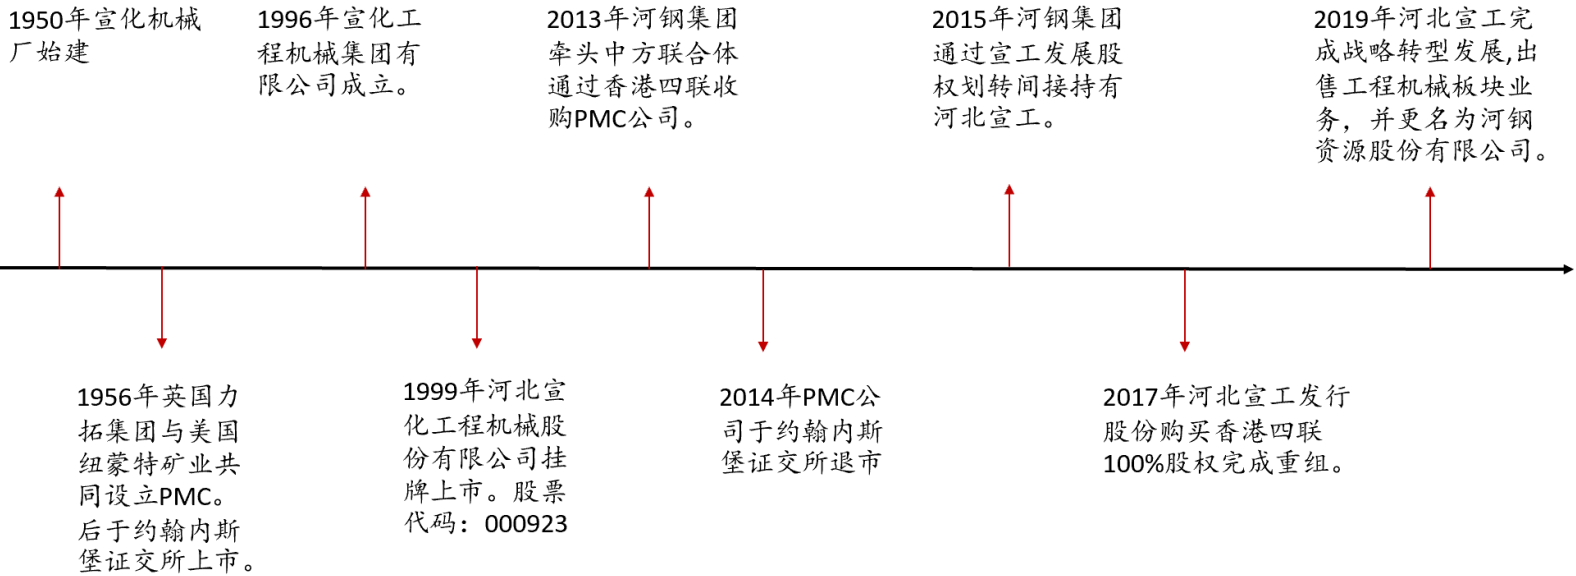 1950年宣化机械
厂始建
1996年宣化工
程机械集团有
限公司成立。
2013年河钢集团
牵头中方联合体
通过香港四联收
购PMC公司。
2015年河钢集团
通过宣工发展股
权划转间接持有
河北宣工。
2019年河北宣工完
成战略转型发展,出
售工程机械板块业
务，并更名为河钢
资源股份有限公司。
1956年英国力
拓集团与美国
纽蒙特矿业共
同设立PMC。
后于约翰内斯
堡证交所上市。
1999年河北宣
化工程机械股
份有限公司挂
牌上市。股票
代码：000923
2014年PMC公
司于约翰内斯
堡证交所退市
2017年河北宣工发行
股份购买香港四联
100%股权完成重组。